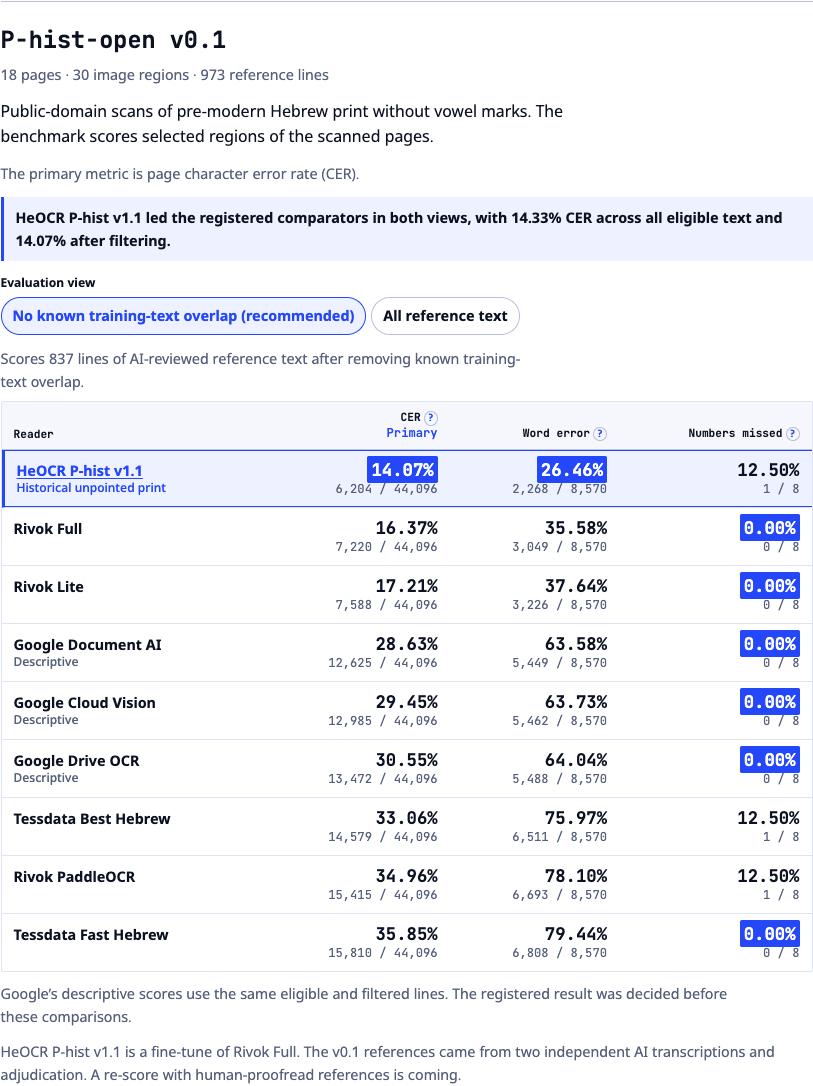 P-hist-open v0.1
18 pages · 30 image regions · 973 reference lines
Public-domain scans of pre-modern Hebrew print without vowel marks. The
benchmark scores selected regions of the scanned pages.
The primary metric is page character error rate (CER).
HeOCR P-hist v1.1 led the registered comparators in both views, with 14.33% CER across all eligible text and
14.07% after filtering.
Evaluation view
No known training-text overlap (recommended) All reference text
Scores 837 lines of AI-reviewed reference text after removing known training-
text overlap.
CER ?
Reader Primary Word error ? Numbers missed ?
HeOCR P-hist v1.1 14.07% 26.46% 12.50%
Historical unpointed print 6,204 / 44,096 2,268 / 8,570 1 / 8
Rivok Full 16.37% 35.58% 0.00%
7,220 / 44,096 3,049 / 8,570 0 / 8
Rivok Lite 17.21% 37.64% 0.00%
7,588 / 44,096 3,226 / 8,570 0 / 8
Google Document AI 28.63% 63.58% 0.00%
Descriptive 12,625 / 44,096 5,449 / 8,570 0 / 8
Google Cloud Vision 29.45% 63.73% 0.00%
Descriptive 12,985 / 44,096 5,462 / 8,570 0 / 8
Google Drive OCR 30.55% 64.04% 0.00%
Descriptive 13,472 / 44,096 5,488 / 8,570 0 / 8
Tessdata Best Hebrew 33.06% 75.97% 12.50%
14,579 / 44,096 6,511 / 8,570 1 / 8
Rivok PaddleOCR 34.96% 78.10% 12.50%
15,415 / 44,096 6,693 / 8,570 1 / 8
Tessdata Fast Hebrew 35.85% 79.44% 0.00%
15,810 / 44,096 6,808 / 8,570 0 / 8
Google’s descriptive scores use the same eligible and filtered lines. The registered result was decided before
these comparisons.
HeOCR P-hist v1.1 is a fine-tune of Rivok Full. The v0.1 references came from two independent AI transcriptions and
adjudication. A re-score with human-proofread references is coming.